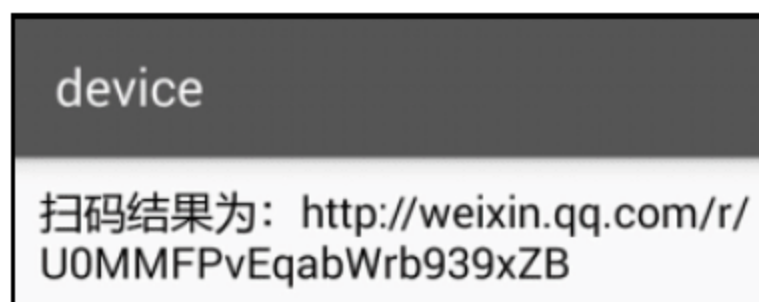 device
扫码结果为：http://weixin.qq.com/r/
U0MMFPvEqabWrb939xZB